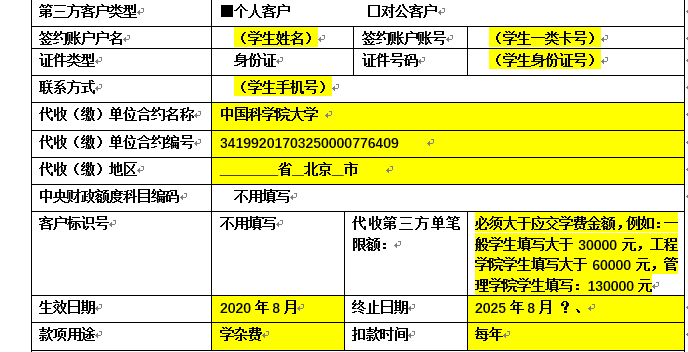 第三方客户类型 ■个人客户 □对公客户
签约账户户名 （学生姓名） 签约账户账号 （学生一类卡号）
证件类型 身份证 证件号码 （学生身份证号）
联系方式 （学生手机号）
代收（缴）单位合约名称 中国科学院大学
代收（缴）单位合约编号 34199201703250000776409
代收（缴）地区 ________省__北京__市
中央财政额度科目编码 不用填写
客户标识号 不用填写 代收第三方单笔 必须大于应交学费金额，例如：一
限额： 般学生填写大于 30000 元，工程
学院学生填写大于 60000 元，管
理学院学生填写：130000 元
生效日期 2020 年 8 月 终止日期 2025 年 8 月 ？、
款项用途 学杂费 扣款时间 每年